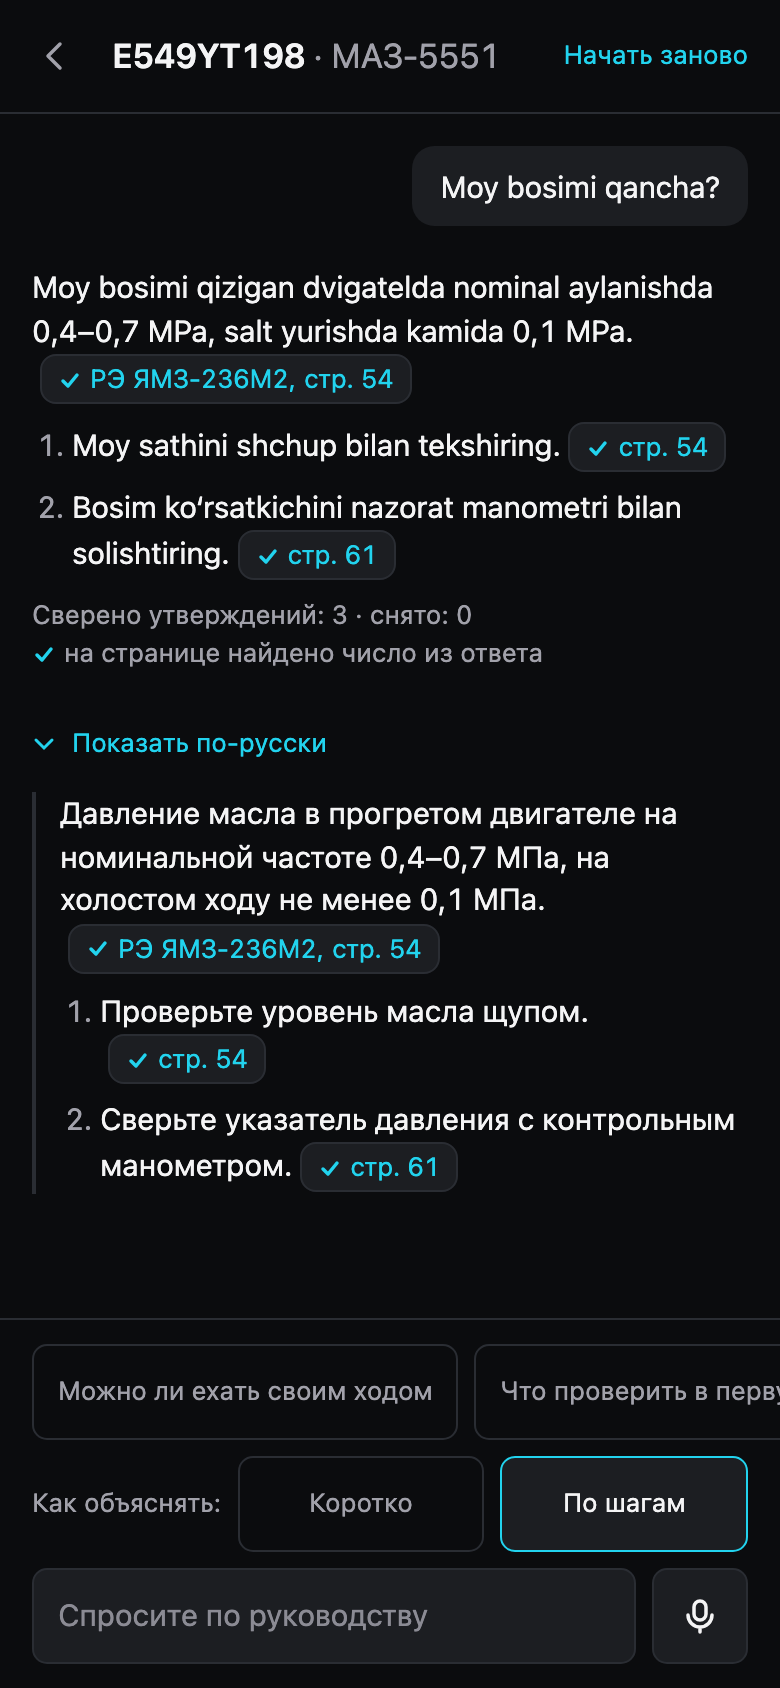 E549YT198 · МАЗ-5551
Начать заново
Moy bosimi qancha?
Moy bosimi qizigan dvigatelda nominal aylanishda
0,4–0,7 MPa, salt yurishda kamida 0,1 MPa.
✓ РЭ ЯМЗ-236М2, стр. 54
1. Moy sathini shchup bilan tekshiring. ✓ стр. 54
2. Bosim ko‘rsatkichini nazorat manometri bilan
solishtiring. ✓ стр. 61
Сверено утверждений: 3 · снято: 0
✓ на странице найдено число из ответа
Показать по-русски
Давление масла в прогретом двигателе на
номинальной частоте 0,4–0,7 МПа, на
холостом ходу не менее 0,1 МПа.
✓ РЭ ЯМЗ-236М2, стр. 54
1. Проверьте уровень масла щупом.
✓ стр. 54
2. Сверьте указатель давления с контрольным
манометром. ✓ стр. 61
Можно ли ехать своим ходом
Что проверить в перву
Как объяснять:
Коротко
По шагам
Спросите по руководству